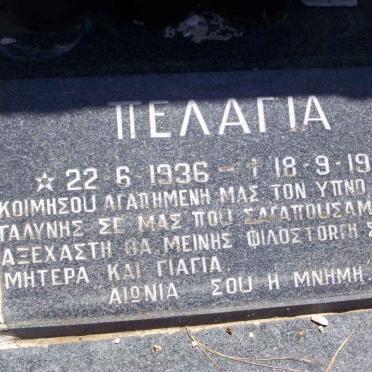 ΠΕΛΑΓΙΑ
☆ 22-6-1936 - † 18-9-19
ΚΟΙΜΗΣΟΥ ΑΓΑΠΗΜΕΝΗ ΜΑΣ ΤΟΝ ΥΠΝΟ
ΓΑΛΥΝΗΣ ΣΕ ΜΑΣ ΠΟΥ Σ'ΑΓΑΠΟΥΣΑΜ
ΑΞΕΧΑΣΤΗ ΘΑ ΜΕΙΝΗΣ ΦΙΛΟΣΤΟΡΓΗ Σ
ΜΗΤΕΡΑ ΚΑΙ ΓΙΑΓΙΑ
ΑΙΩΝΙΑ ΣΟΥ Η ΜΝΗΜΗ.